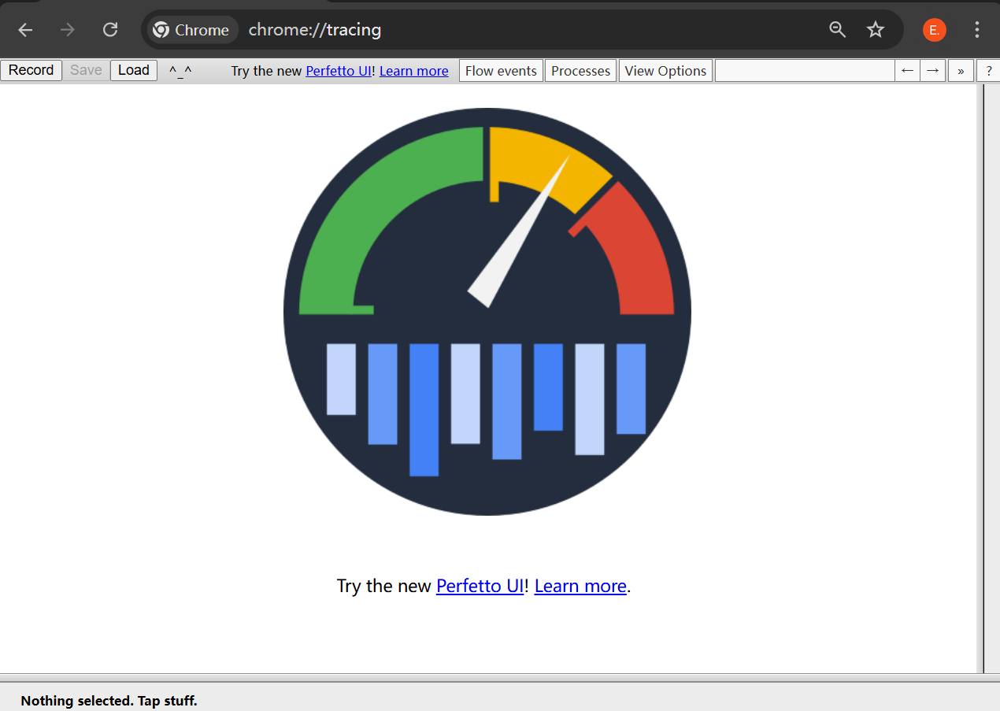 Chrome chrome://tracing E.
Record Save Load ^_^ Try the new Perfetto UI! Learn more Flow events Processes View Options ← → » ?
Try the new Perfetto UI! Learn more.
Nothing selected. Tap stuff.